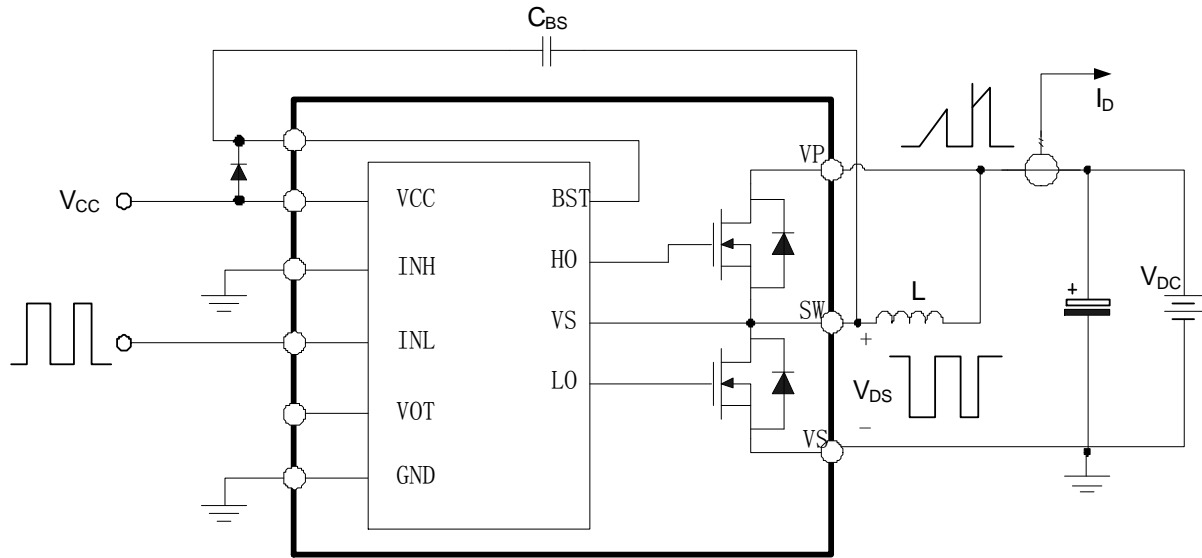 CBS
ID
VP
VCC
VCC
BST
INH
HO
VDC
+
SW
L
VS
INL
+
LO
VDS
VOT
−
VS
GND